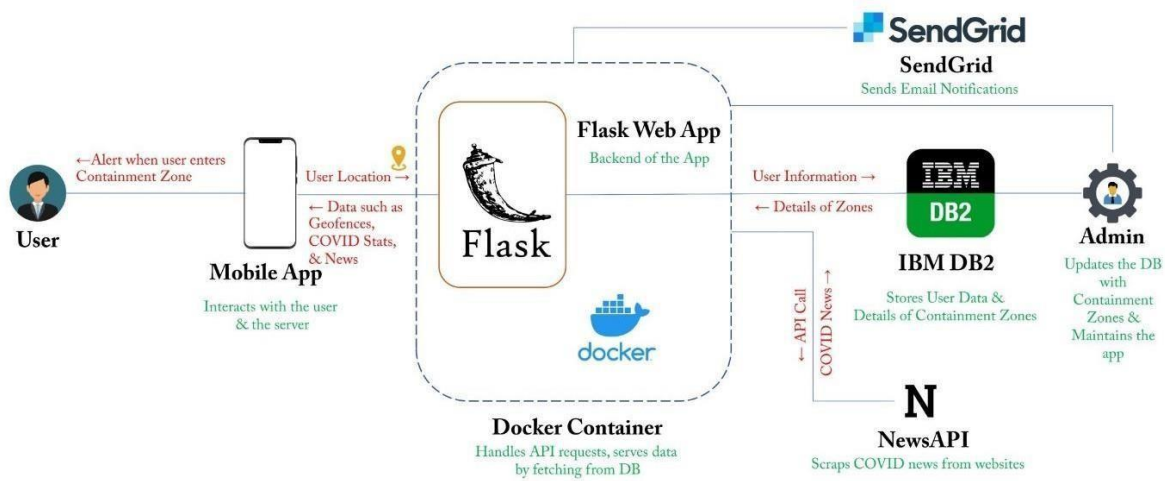 SendGrid
SendGrid
Sends Email Notifications
Flask Web App
Backend of the App
←Alert when user enters
Containment Zone
User Location →
← Data such as
Geofences,
COVID Stats,
& News
User
Mobile App
Interacts with the user
& the server
Flask
docker
Docker Container
Handles API requests, serves data
by fetching from DB
User Information →
← Details of Zones
IBM
DB2
IBM DB2
Stores User Data &
Details of Containment Zones
Admin
Updates the DB
with
Containment
Zones &
Maintains the
app
← API Call
COVID News →
N
NewsAPI
Scraps COVID news from websites